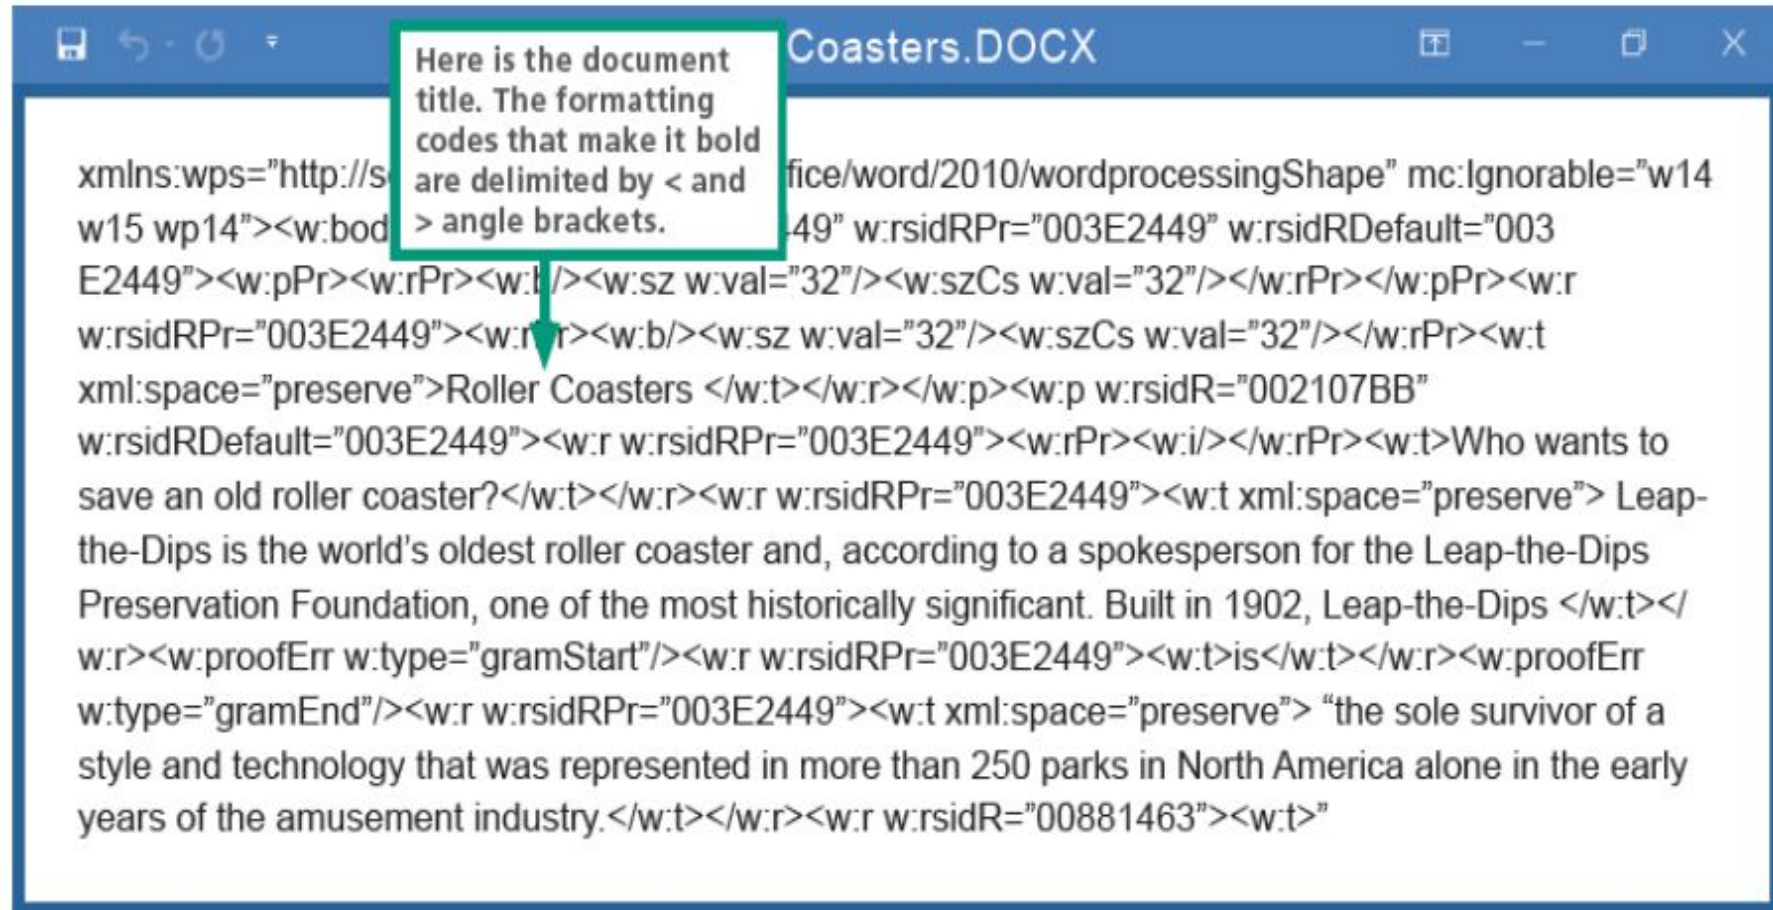 Coasters.DOCX
Here is the document
title. The formatting
codes that make it bold
are delimited by < and
> angle brackets.
xmlns:wps=”http://s fice/word/2010/wordprocessingShape” mc:Ignorable=”w14
w15 wp14”><w:bod 49” w:rsidRPr=”003E2449” w:rsidRDefault=”003
E2449”><w:pPr><w:rPr><w:b/><w:sz w:val=”32”/><w:szCs w:val=”32”/></w:rPr></w:pPr><w:r
w:rsidRPr=”003E2449”><w:rPr><w:b/><w:sz w:val=”32”/><w:szCs w:val=”32”/></w:rPr><w:t
xml:space=”preserve”>Roller Coasters </w:t></w:r></w:p><w:p w:rsidR=”002107BB”
w:rsidRDefault=”003E2449”><w:r w:rsidRPr=”003E2449”><w:rPr><w:i/></w:rPr><w:t>Who wants to
save an old roller coaster?</w:t></w:r><w:r w:rsidRPr=”003E2449”><w:t xml:space=”preserve”> Leap-
the-Dips is the world’s oldest roller coaster and, according to a spokesperson for the Leap-the-Dips
Preservation Foundation, one of the most historically significant. Built in 1902, Leap-the-Dips </w:t></
w:r><w:proofErr w:type=”gramStart”/><w:r w:rsidRPr=”003E2449”><w:t>is</w:t></w:r><w:proofErr
w:type=”gramEnd”/><w:r w:rsidRPr=”003E2449”><w:t xml:space=”preserve”> “the sole survivor of a
style and technology that was represented in more than 250 parks in North America alone in the early
years of the amusement industry.</w:t></w:r><w:r w:rsidR=”00881463”><w:t>”